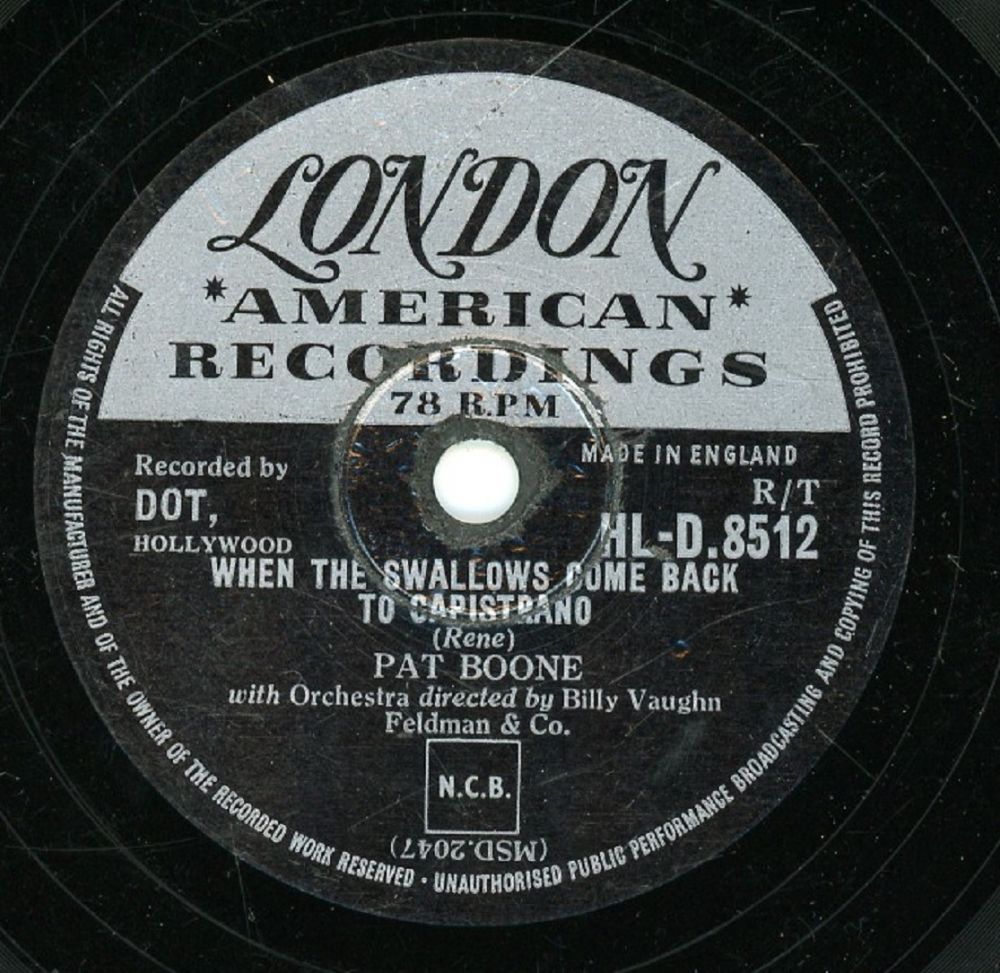 LONDON
*AMERICAN*
RECORDINGS
78 R.P.M
MADE IN ENGLAND
Recorded by
DOT,
HOLLYWOOD
R/T
HL-D.8512
WHEN THE SWALLOWS COME BACK
TO CAPISTRANO
(Rene)
PAT BOONE
with Orchestra directed by Billy Vaughn
Feldman & Co.
N.C.B.
(MSD.2047)
ALL RIGHTS OF THE MANUFACTURER AND OF THE OWNER OF THE RECORDED WORK RESERVED • UNAUTHORISED PUBLIC PERFORMANCE BROADCASTING AND COPYING OF THIS RECORD PROHIBITED